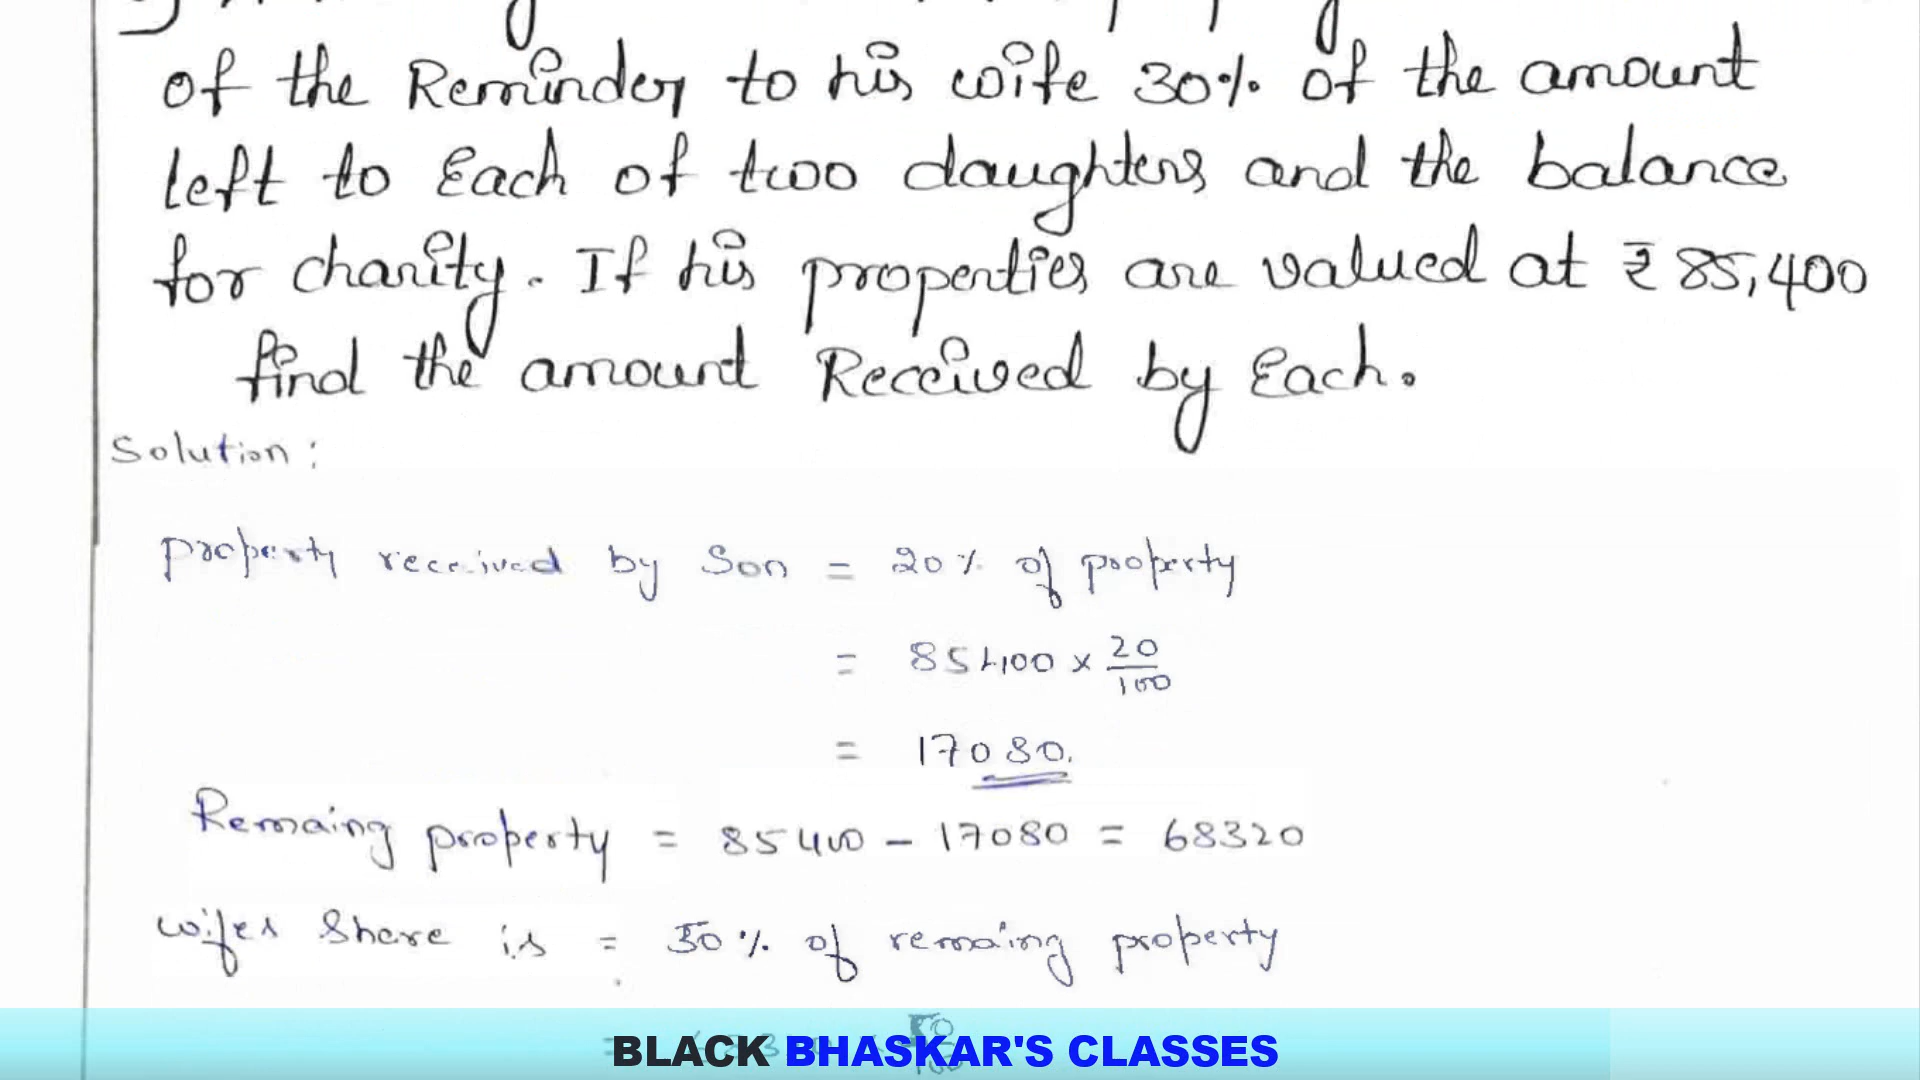 of the Reminder to his wife 30% of the amount
left to Each of two daughters and the balance
for charity. If his properties are valued at ₹ 85,400
find the amount Received by Each.
Solution:
property received by Son = 20% of property
= 85400 × 20/100
= 17080.
Remaing property = 85400 - 17080 = 68320
wifes Share is = 50% of remaing property
BLACK BHASKAR'S CLASSES